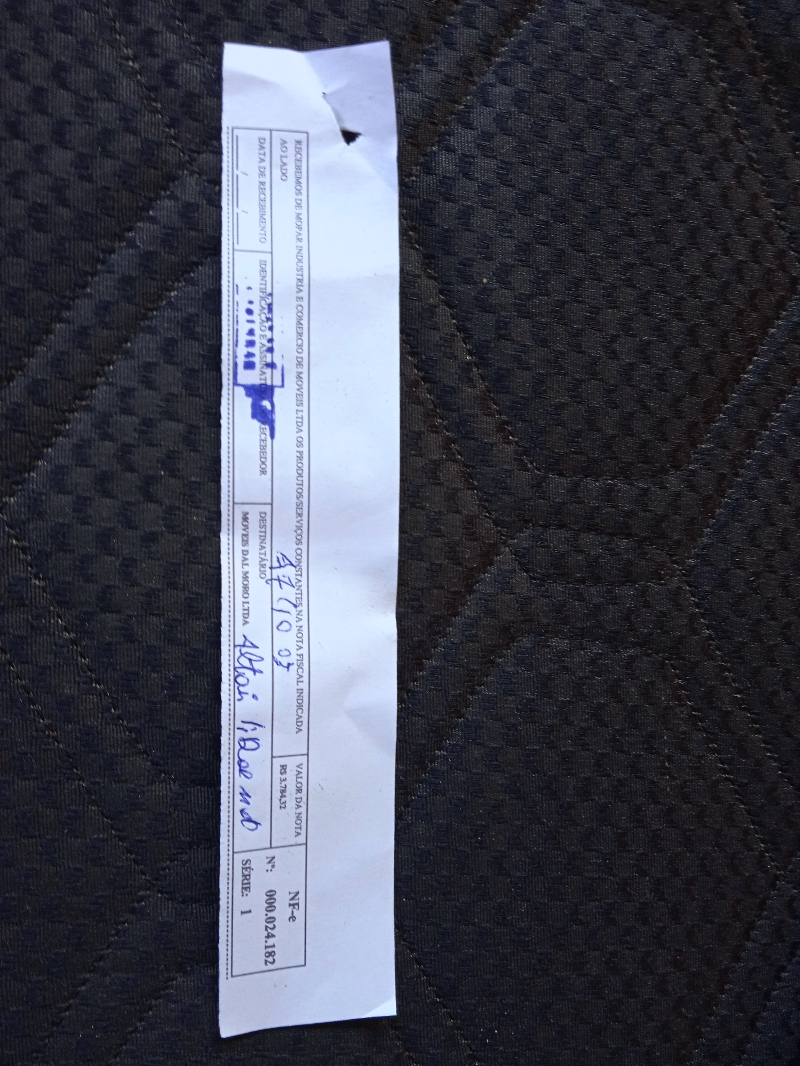 RECEBEMOS DE MOPAR INDUSTRIA E COMERCIO DE MOVEIS LTDA OS PRODUTOS/SERVIÇOS CONSTANTES NA NOTA FISCAL INDICADA
AO LADO
VALOR DA NOTA
R$ 3.784,32
NF-e
Nº: 000.024.182
SÉRIE: 1
DATA DE RECEBIMENTO
IDENTIFICAÇÃO E ASSINATURA RECEBEDOR
DESTINATÁRIO
MOVEIS DAL MORO LTDA